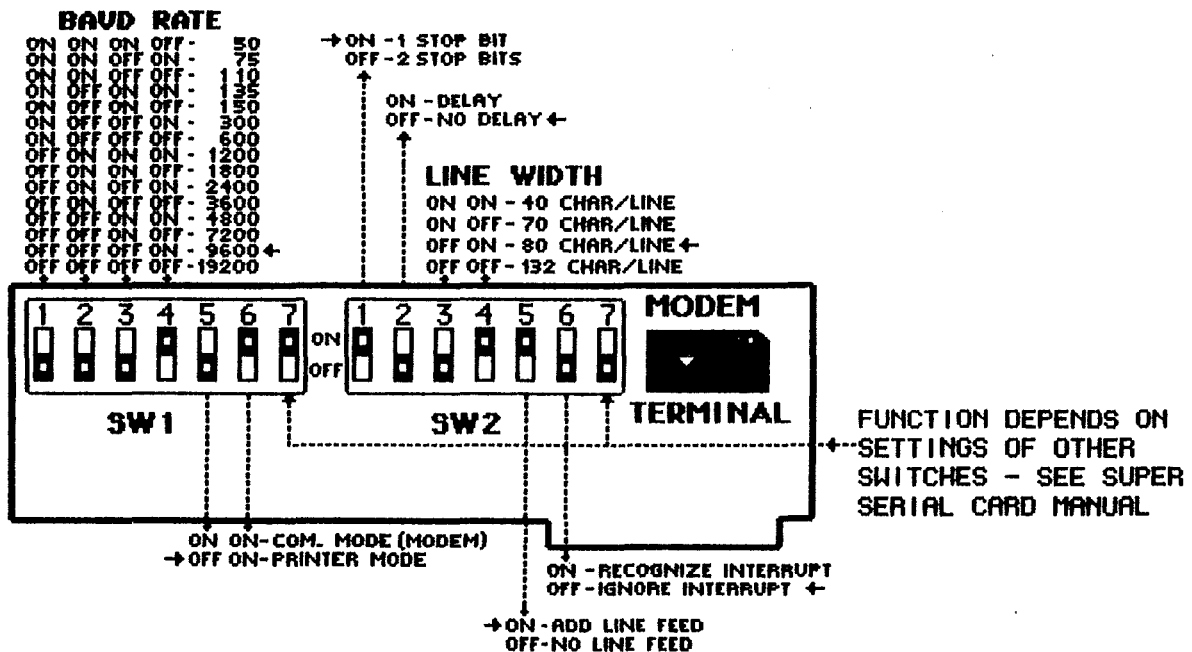 BAUD RATE
ON ON ON OFF- 50
ON ON OFF ON - 75
ON ON OFF OFF- 110
ON OFF ON ON - 135
ON OFF ON OFF- 150
ON OFF OFF ON - 300
ON OFF OFF OFF- 600
OFF ON ON ON - 1200
OFF ON ON OFF- 1800
OFF ON OFF ON - 2400
OFF ON OFF OFF- 3600
OFF OFF ON ON - 4800
OFF OFF ON OFF- 7200
OFF OFF OFF ON - 9600←
OFF OFF OFF OFF-19200
→ON -1 STOP BIT
OFF-2 STOP BITS
ON -DELAY
OFF-NO DELAY←
LINE WIDTH
ON ON -40 CHAR/LINE
ON OFF-70 CHAR/LINE
OFF ON -80 CHAR/LINE←
OFF OFF-132 CHAR/LINE
1 2 3 4 5 6 7
ON
OFF
1 2 3 4 5 6 7
MODEM
TERMINAL
SW1
SW2
FUNCTION DEPENDS ON
SETTINGS OF OTHER
SWITCHES - SEE SUPER
SERIAL CARD MANUAL
ON ON-COM. MODE (MODEM)
→OFF ON-PRINTER MODE
ON -RECOGNIZE INTERRUPT
OFF-IGNORE INTERRUPT ←
→ON -ADD LINE FEED
OFF-NO LINE FEED